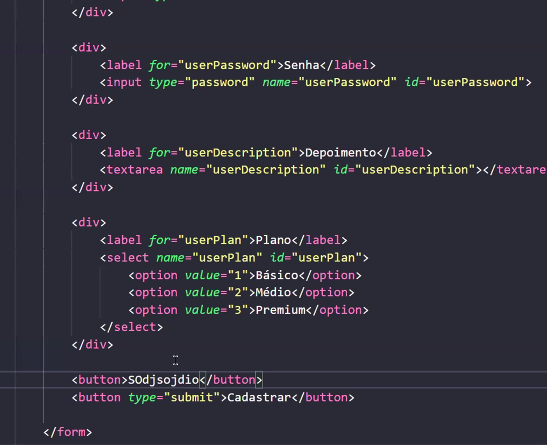 </div>
<div>
<label for="userPassword">Senha</label>
<input type="password" name="userPassword" id="userPassword">
</div>
<div>
<label for="userDescription">Depoimento</label>
<textarea name="userDescription" id="userDescription"></textare
</div>
<div>
<label for="userPlan">Plano</label>
<select name="userPlan" id="userPlan">
<option value="1">Básico</option>
<option value="2">Médio</option>
<option value="3">Premium</option>
</select>
</div>
<button>SOdjsojdio</button>
<button type="submit">Cadastrar</button>
</form>